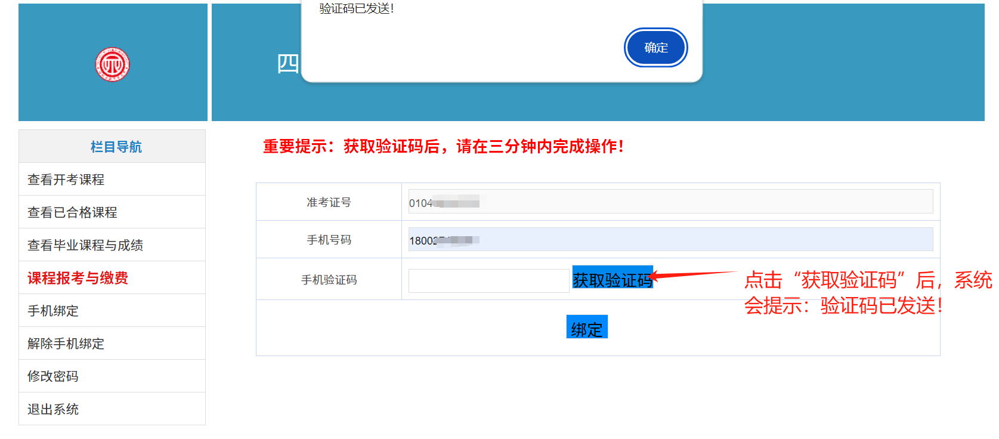 验证码已发送！
确定
四
栏目导航
查看开考课程
查看已合格课程
查看毕业课程与成绩
课程报考与缴费
手机绑定
解除手机绑定
修改密码
退出系统
重要提示：获取验证码后，请在三分钟内完成操作！
准考证号
0104
手机号码
1800
手机验证码
获取验证码
绑定
点击“获取验证码”后，系统
会提示：验证码已发送！